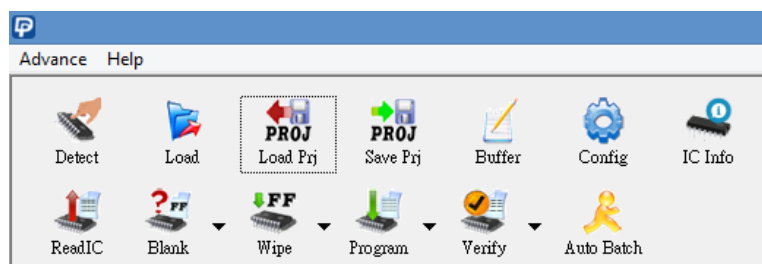 Advance Help
PROJ PROJ
Detect Load Load Prj Save Prj Buffer Config IC Info
? FF FF
ReadIC Blank Wipe Program Verify Auto Batch